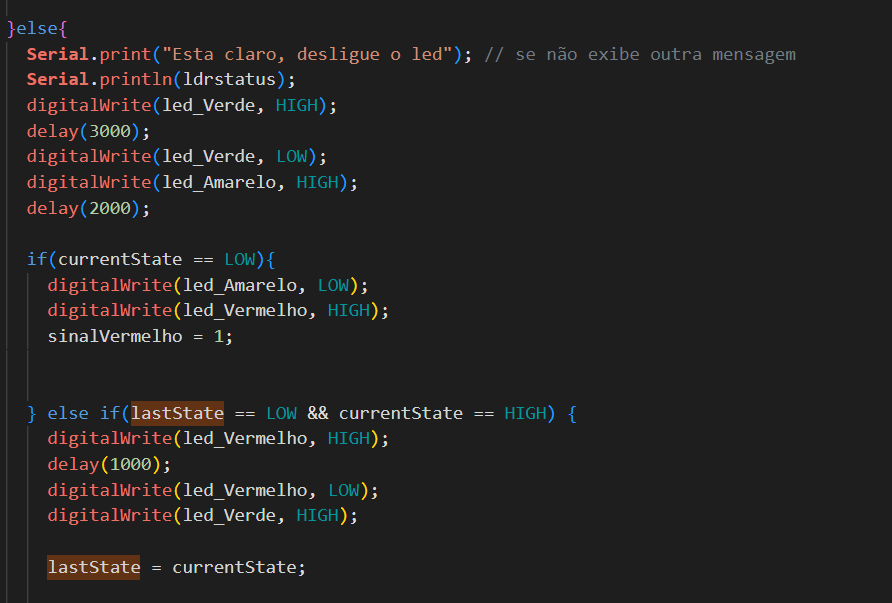 }else{
Serial.print("Esta claro, desligue o led"); // se não exibe outra mensagem
Serial.println(ldrstatus);
digitalWrite(led_Verde, HIGH);
delay(3000);
digitalWrite(led_Verde, LOW);
digitalWrite(led_Amarelo, HIGH);
delay(2000);
if(currentState == LOW){
digitalWrite(led_Amarelo, LOW);
digitalWrite(led_Vermelho, HIGH);
sinalVermelho = 1;
} else if(lastState == LOW && currentState == HIGH) {
digitalWrite(led_Vermelho, HIGH);
delay(1000);
digitalWrite(led_Vermelho, LOW);
digitalWrite(led_Verde, HIGH);
lastState = currentState;